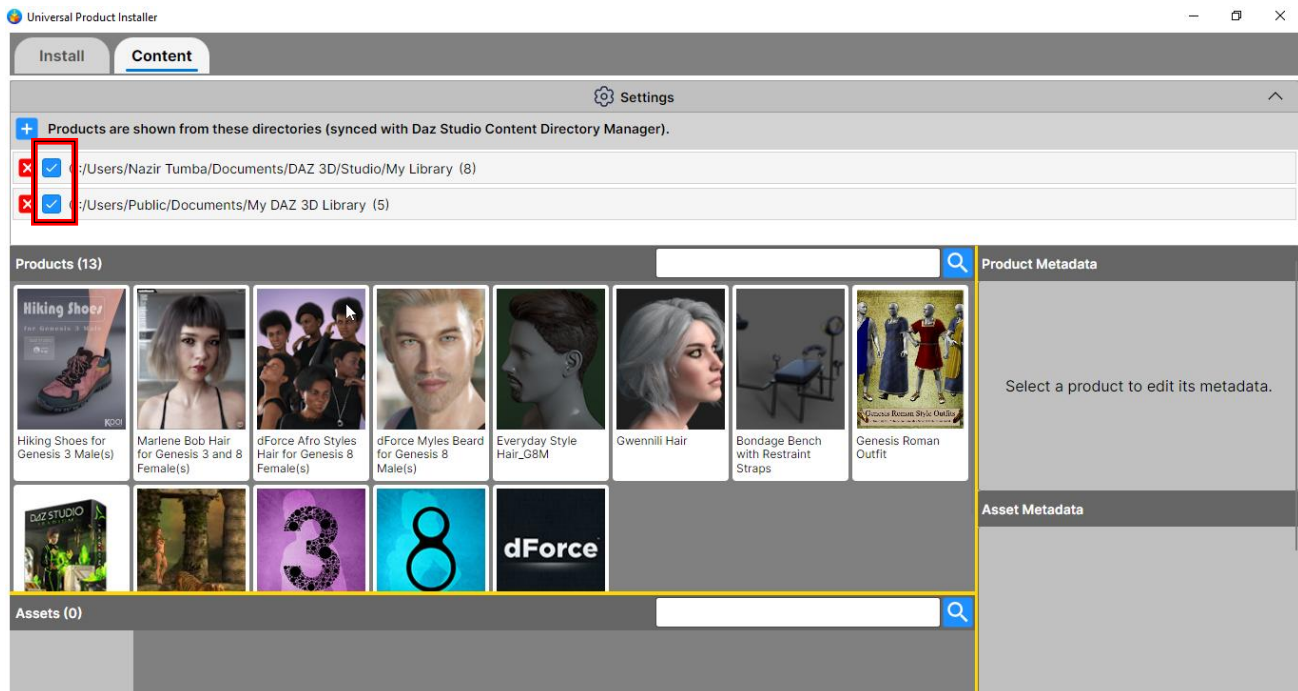 Universal Product Installer
Install
Content
Settings
Products are shown from these directories (synced with Daz Studio Content Directory Manager).
:/Users/Nazir Tumba/Documents/DAZ 3D/Studio/My Library (8)
:/Users/Public/Documents/My DAZ 3D Library (5)
Products (13)
Product Metadata
Hiking Shoes
for Genesis 3 Male
KOOI
Genesis Roman Style Outfits
Hiking Shoes for
Genesis 3 Male(s)
Marlene Bob Hair
for Genesis 3 and 8
Female(s)
dForce Afro Styles
Hair for Genesis 8
Female(s)
dForce Myles Beard
for Genesis 8
Male(s)
Everyday Style
Hair_G8M
Gwennili Hair
Bondage Bench
with Restraint
Straps
Genesis Roman
Outfit
Select a product to edit its metadata.
DAZ STUDIO
3
8
dForce
Asset Metadata
Assets (0)